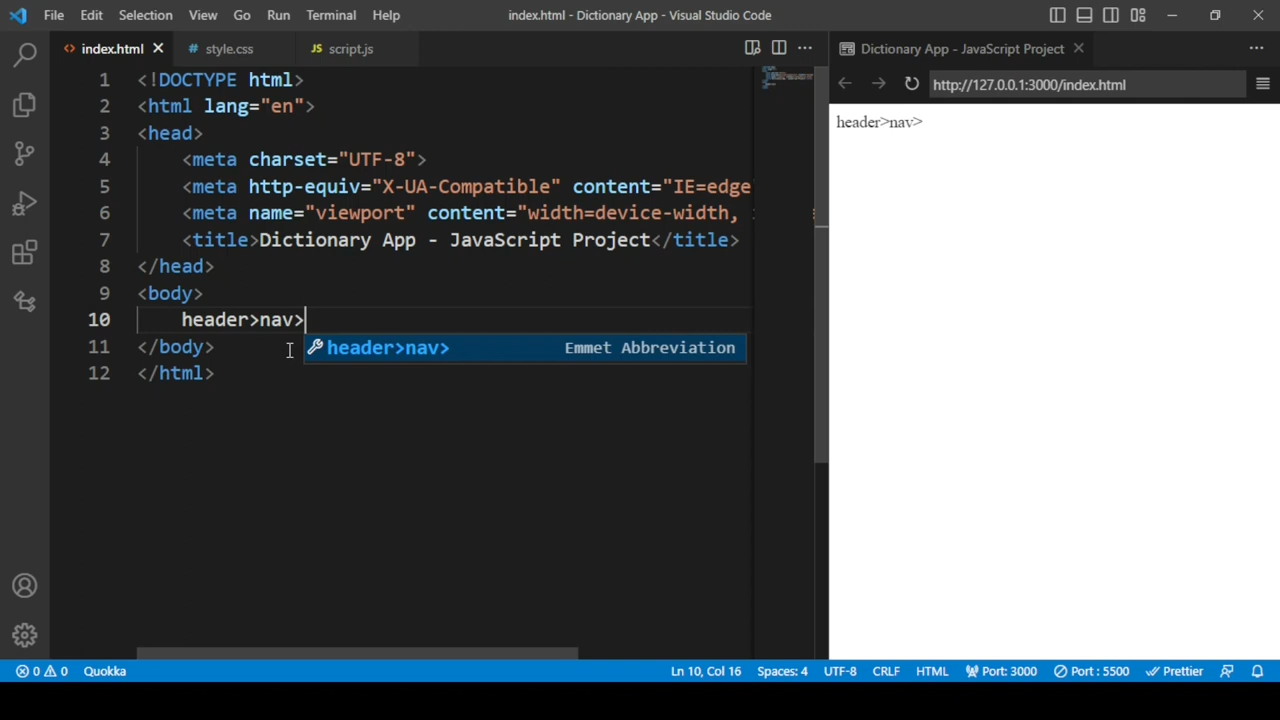 File Edit Selection View Go Run Terminal Help index.html - Dictionary App - Visual Studio Code
index.html style.css script.js
Dictionary App - JavaScript Project
http://127.0.0.1:3000/index.html
1 <!DOCTYPE html>
2 <html lang="en">
3 <head>
4 <meta charset="UTF-8">
5 <meta http-equiv="X-UA-Compatible" content="IE=edge
6 <meta name="viewport" content="width=device-width,
7 <title>Dictionary App - JavaScript Project</title>
8 </head>
9 <body>
10 header>nav>
header>nav> Emmet Abbreviation
11 </body>
12 </html>
header>nav>
0 0 Quokka Ln 10, Col 16 Spaces: 4 UTF-8 CRLF HTML Port: 3000 Port : 5500 Prettier